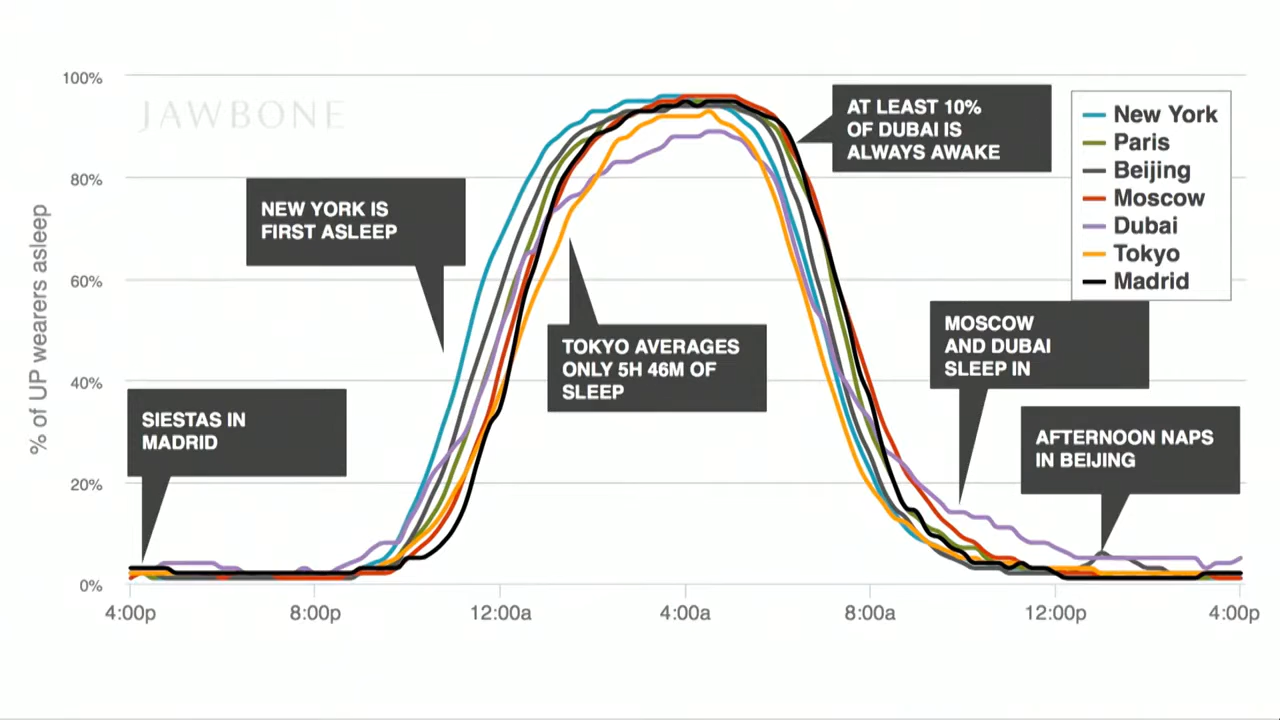 JAWBONE
% of UP wearers asleep
100%
80%
60%
40%
20%
0%
4:00p
8:00p
12:00a
4:00a
8:00a
12:00p
4:00p
SIESTAS IN
MADRID
NEW YORK IS
FIRST ASLEEP
TOKYO AVERAGES
ONLY 5H 46M OF
SLEEP
AT LEAST 10%
OF DUBAI IS
ALWAYS AWAKE
MOSCOW
AND DUBAI
SLEEP IN
AFTERNOON NAPS
IN BEIJING
New York
Paris
Beijing
Moscow
Dubai
Tokyo
Madrid